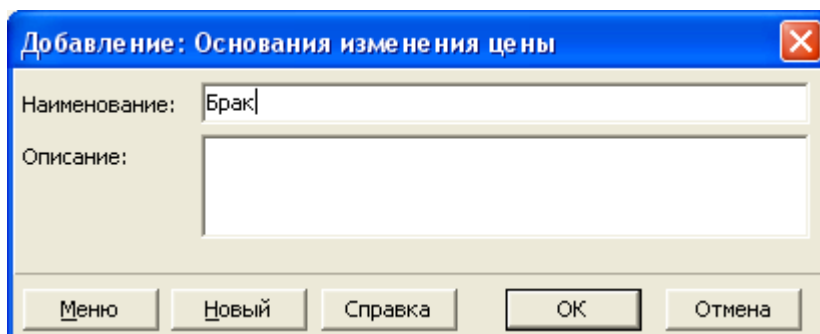 Добавление: Основания изменения цены
Наименование: Брак
Описание:
Меню Новый Справка ОК Отмена